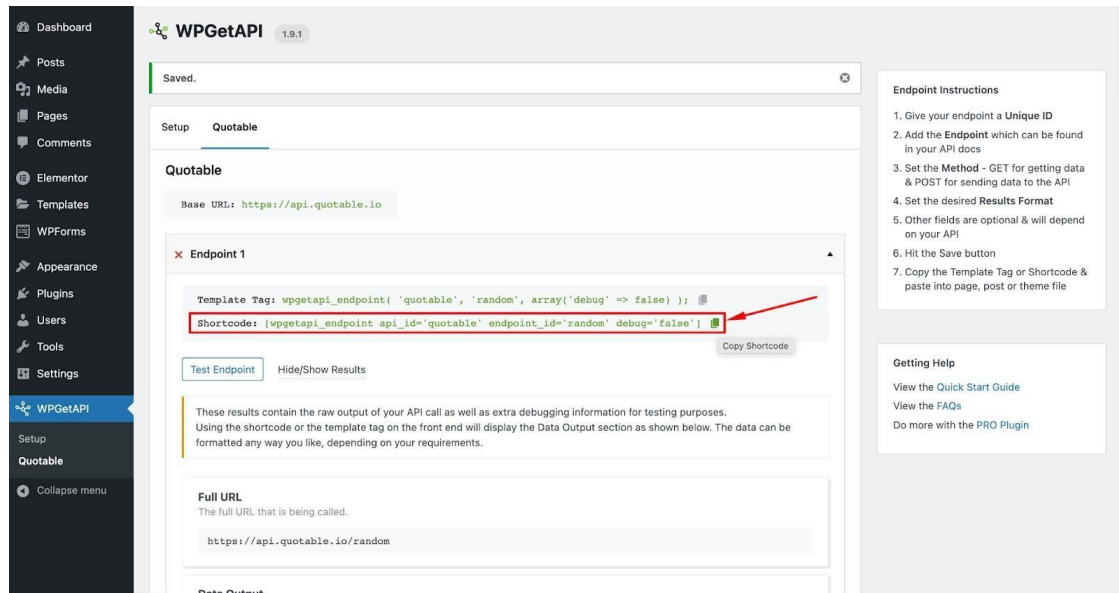 Dashboard
Posts
Media
Pages
Comments
Elementor
Templates
WPForms
Appearance
Plugins
Users
Tools
Settings
WPGetAPI
Setup
Quotable
Collapse menu
WPGetAPI 1.9.1
Saved.
Setup Quotable
Quotable
Base URL: https://api.quotable.io
Endpoint 1
Template Tag: wpgetapi_endpoint( 'quotable', 'random', array('debug' => false) );
Shortcode: [wpgetapi_endpoint api_id='quotable' endpoint_id='random' debug='false']
Copy Shortcode
Test Endpoint Hide/Show Results
These results contain the raw output of your API call as well as extra debugging information for testing purposes.
Using the shortcode or the template tag on the front end will display the Data Output section as shown below. The data can be
formatted any way you like, depending on your requirements.
Full URL
The full URL that is being called.
https://api.quotable.io/random
Data Output
Endpoint Instructions
1. Give your endpoint a Unique ID
2. Add the Endpoint which can be found
in your API docs
3. Set the Method - GET for getting data
& POST for sending data to the API
4. Set the desired Results Format
5. Other fields are optional & will depend
on your API
6. Hit the Save button
7. Copy the Template Tag or Shortcode &
paste into page, post or theme file
Getting Help
View the Quick Start Guide
View the FAQs
Do more with the PRO Plugin